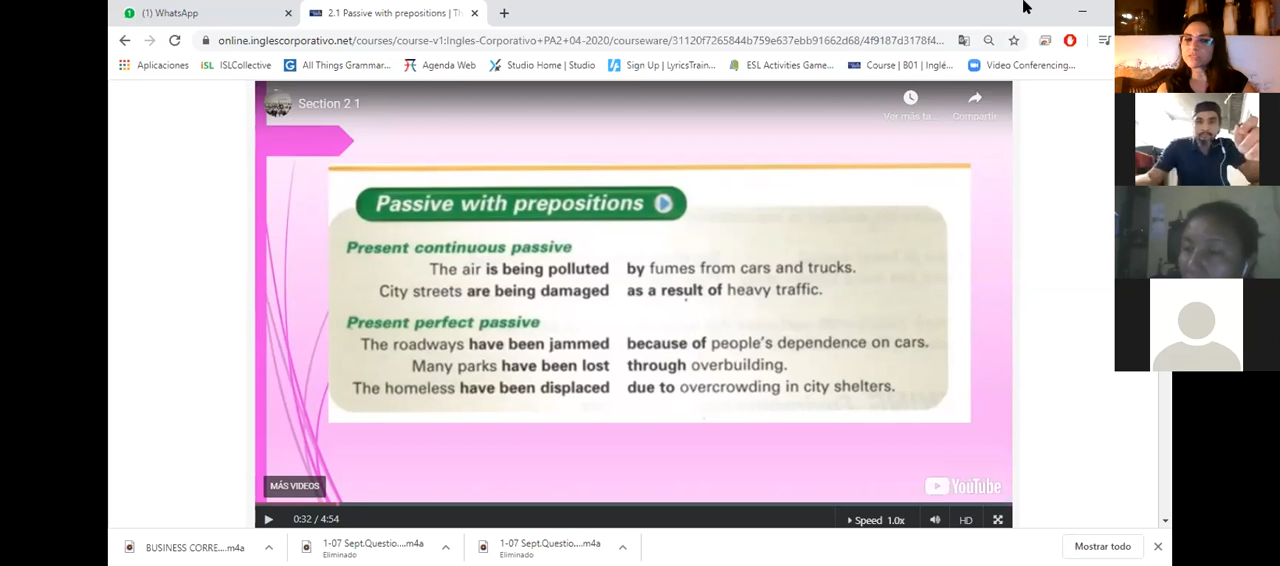 (1) WhatsApp
2.1 Passive with prepositions | Th
online.inglescorporativo.net/courses/course-v1:Ingles-Corporativo+PA2+04-2020/courseware/31120f7265844b759e637ebb91662d68/4f9187d3178f4...
Aplicaciones
iSL ISLCollective
G All Things Grammar...
Agenda Web
Studio Home | Studio
Sign Up | LyricsTrain...
ESL Activities Game...
Course | B01 | Inglé...
Video Conferencing...
Section 2.1
Ver más ta...
Compartir
Passive with prepositions
Present continuous passive
The air is being polluted by fumes from cars and trucks.
City streets are being damaged as a result of heavy traffic.
Present perfect passive
The roadways have been jammed because of people's dependence on cars.
Many parks have been lost through overbuilding.
The homeless have been displaced due to overcrowding in city shelters.
MÁS VIDEOS
YouTube
0:32 / 4:54
Speed 1.0x
HD
BUSINESS CORRE....m4a
1-07 Sept.Questio....m4a
Eliminado
1-07 Sept.Questio....m4a
Eliminado
Mostrar todo